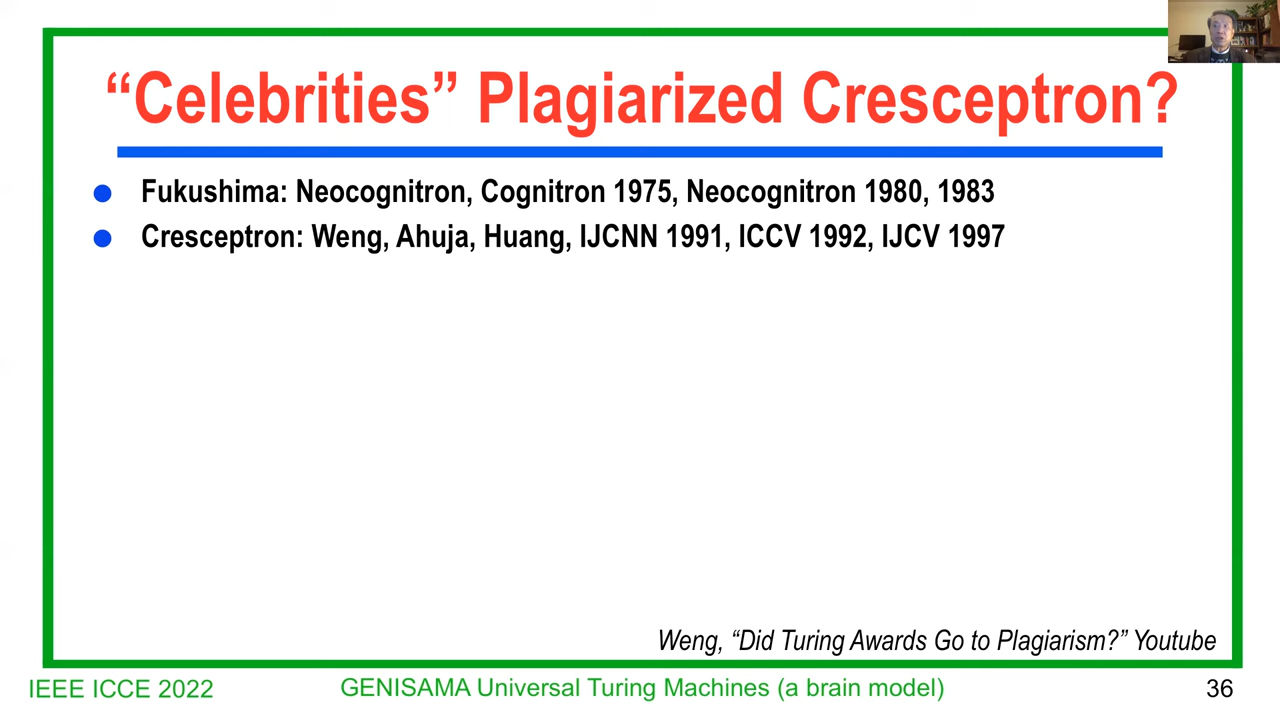 “Celebrities” Plagiarized Cresceptron?
Fukushima: Neocognitron, Cognitron 1975, Neocognitron 1980, 1983
Cresceptron: Weng, Ahuja, Huang, IJCNN 1991, ICCV 1992, IJCV 1997
Weng, “Did Turing Awards Go to Plagiarism?” Youtube
IEEE ICCE 2022
GENISAMA Universal Turing Machines (a brain model)
36